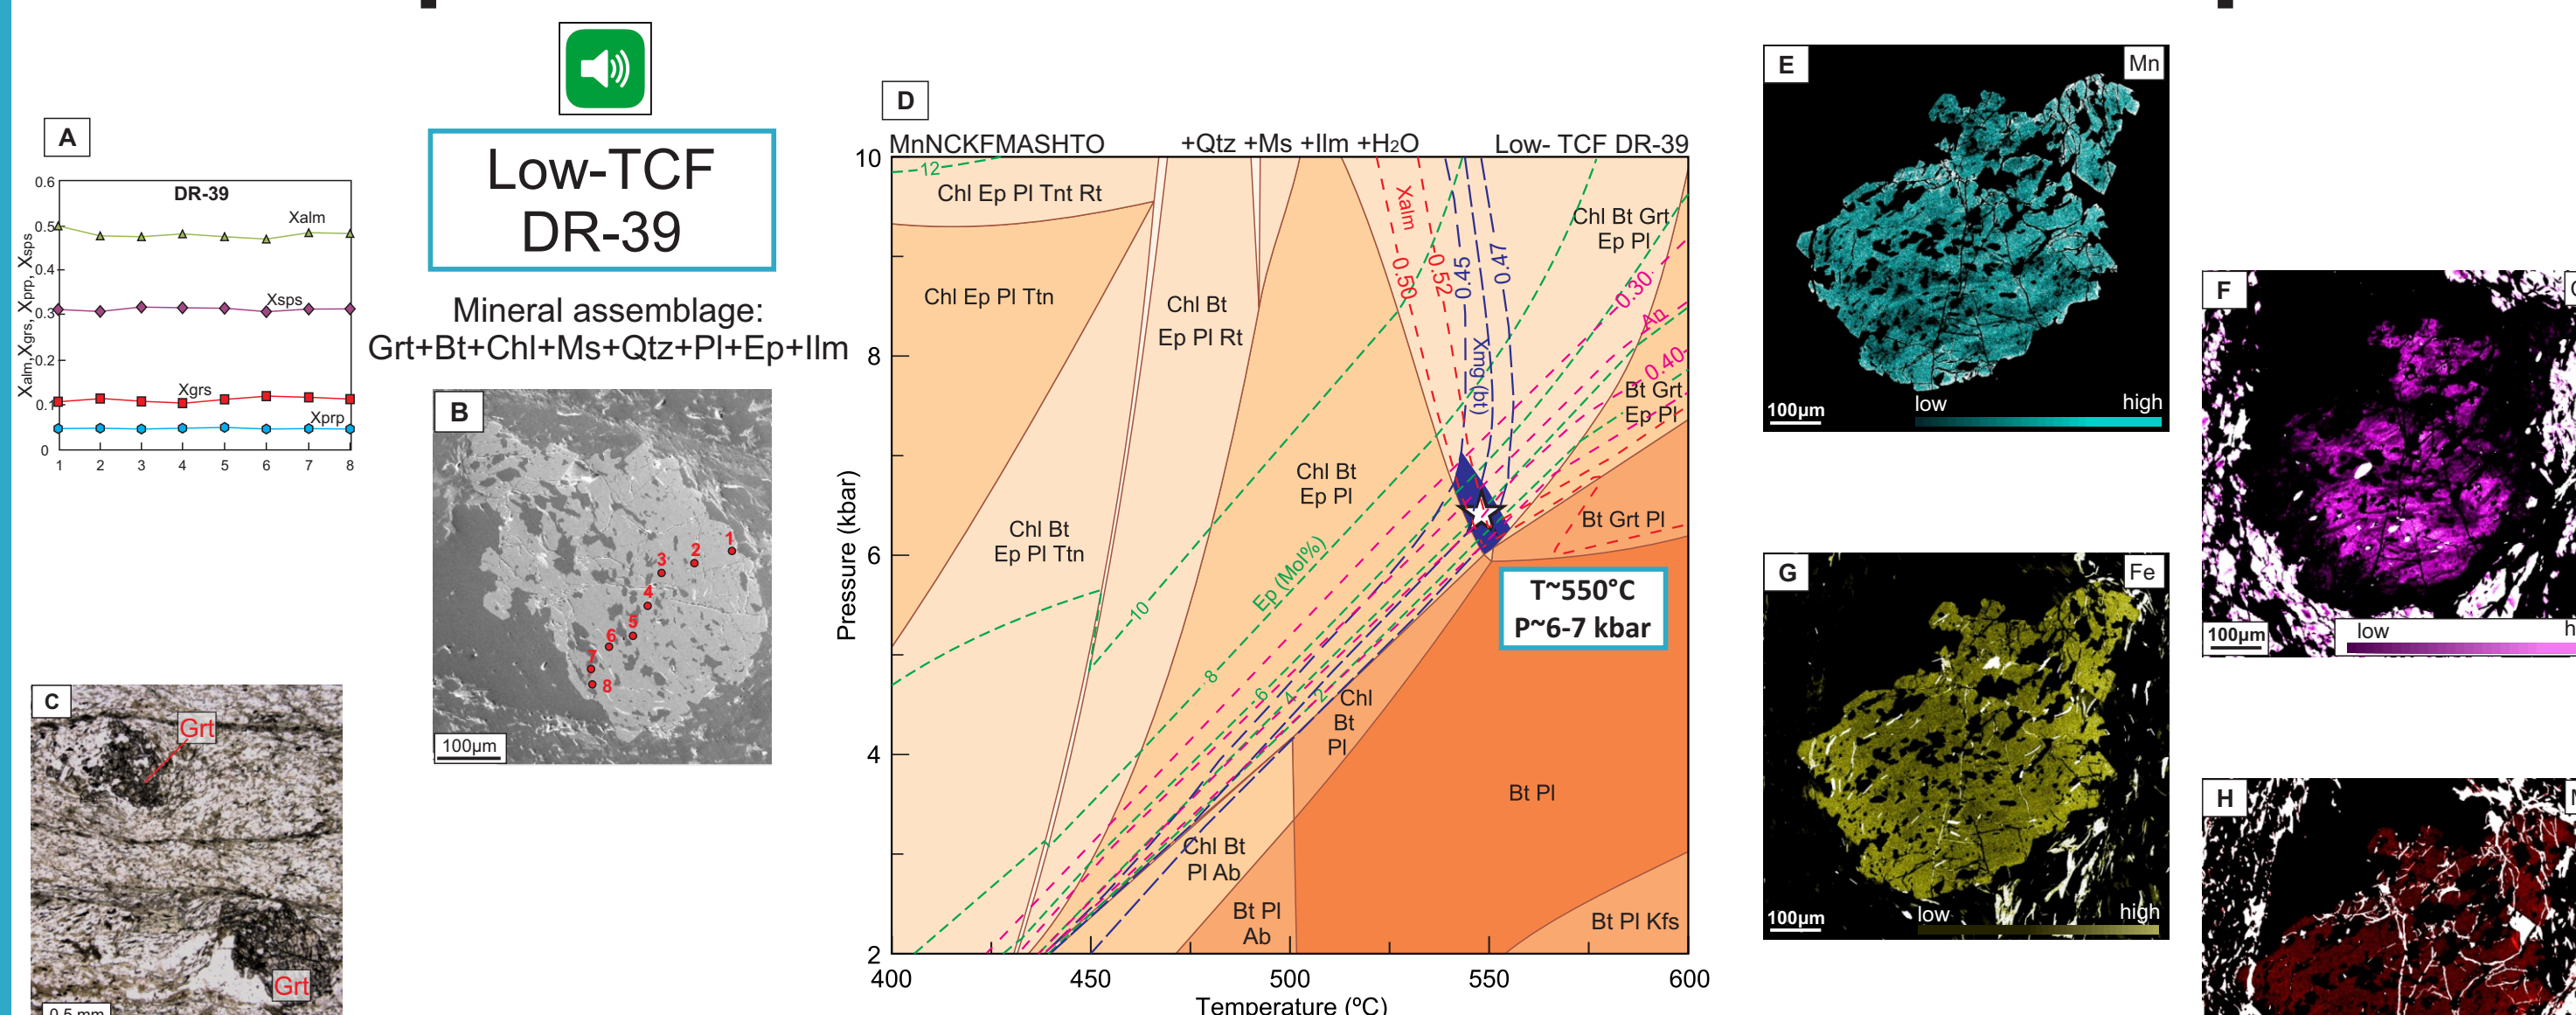 A
DR-39
0.6
0.5
0.4
0.3
0.2
0.1
0
Xalm,Xgrs, Xprp, Xsps
Xalm
Xsps
Xgrs
Xprp
1 2 3 4 5 6 7 8
Low-TCF
DR-39
Mineral assemblage:
Grt+Bt+Chl+Ms+Qtz+Pl+Ep+Ilm
B
1
2
3
4
5
6
7
8
100µm
C
Grt
Grt
0.5 mm
D
MnNCKFMASHTO +Qtz +Ms +Ilm +H2O Low- TCF DR-39
10
8
6
4
2
Pressure (kbar)
12
Chl Ep Pl Tnt Rt
Chl Ep Pl Ttn
Chl Bt
Ep Pl Rt
Chl Bt
Ep Pl Ttn
Chl Bt
Ep Pl
Xalm
0.50
0.52
0.45
0.47
Xmg (bt)
Chl Bt Grt
Ep Pl
0.30
An
0.40
Bt Grt
Ep Pl
Bt Grt Pl
Ep (Mol%)
10
8
6
4
2
T~550°C
P~6-7 kbar
Chl
Bt
Pl
Bt Pl
Chl Bt
Pl Ab
Bt Pl
Ab
Bt Pl Kfs
400 450 500 550 600
Temperature (ºC)
E
Mn
100µm
low high
F
100µm
low
G
Fe
100µm
low high
H